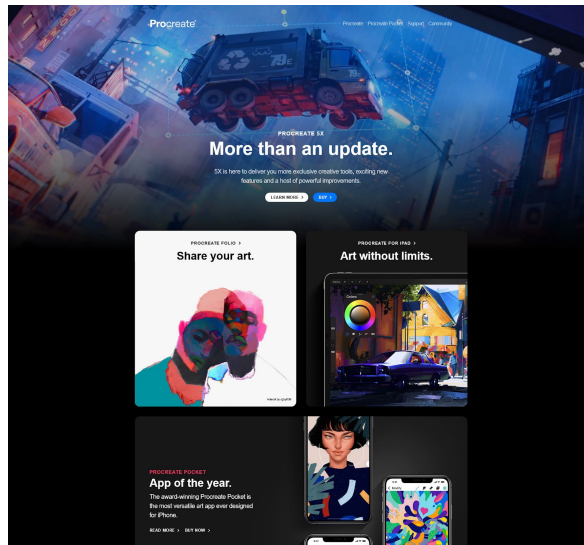 Procreate®
Procreate Procreate Pocket Support Community
79E
PROCREATE 5X
More than an update.
5X is here to deliver you more exclusive creative tools, exciting new
features and a host of powerful improvements.
LEARN MORE >
BUY >
PROCREATE FOLIO >
Share your art.
PROCREATE FOR IPAD >
Art without limits.
Colors
PROCREATE POCKET
App of the year.
The award-winning Procreate Pocket is
the most versatile art app ever designed
for iPhone.
READ MORE > BUY NOW >
Modify